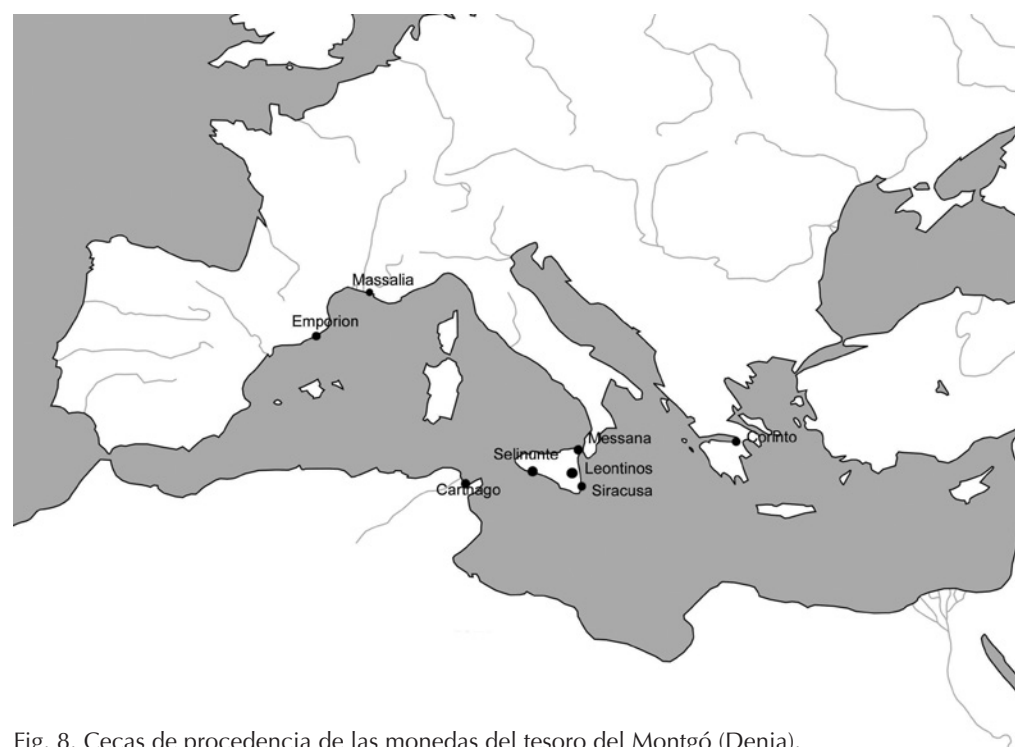 Massalia
Emporion
Messana
Corinto
Selinunte
Leontinos
Carthago
Siracusa
Fig. 8. Cecas de procedencia de las monedas del tesoro del Montgó (Denia).